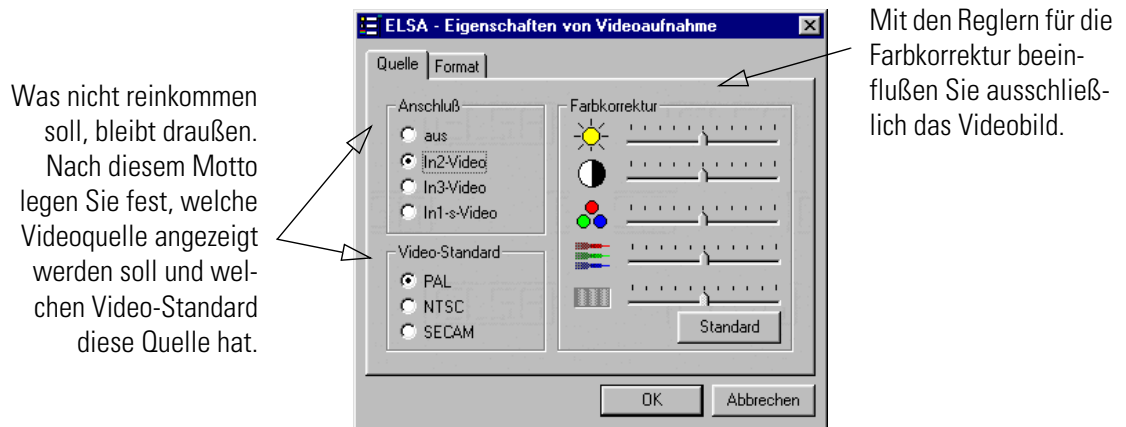 Was nicht reinkommen
soll, bleibt draußen.
Nach diesem Motto
legen Sie fest, welche
Videoquelle angezeigt
werden soll und wel-
chen Video-Standard
diese Quelle hat.
ELSA - Eigenschaften von Videoaufnahme
Quelle
Format
Anschluß
aus
In2-Video
In3-Video
In1-s-Video
Video-Standard
PAL
NTSC
SECAM
Farbkorrektur
Standard
OK
Abbrechen
Mit den Reglern für die
Farbkorrektur beein-
flußen Sie ausschließ-
lich das Videobild.